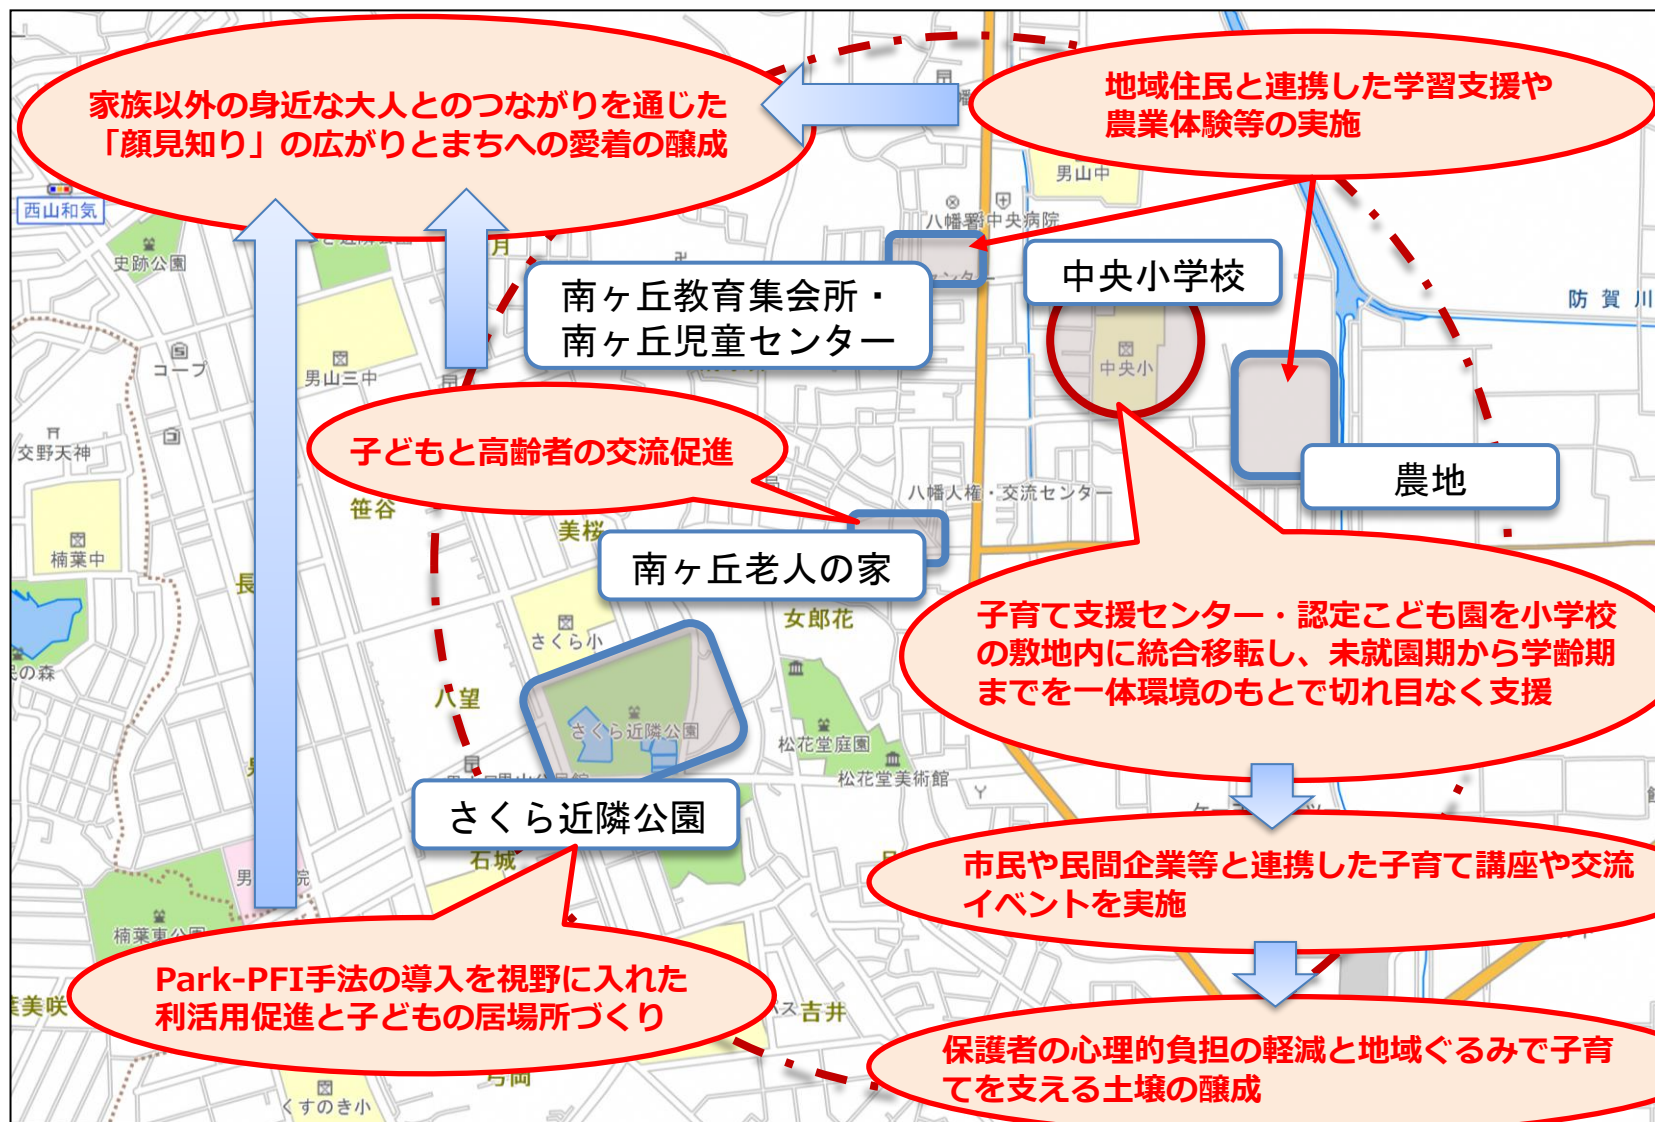 家族以外の身近な大人とのつながりを通じた
「顔見知り」の広がりとまちへの愛着の醸成
地域住民と連携した学習支援や
農業体験等の実施
男山中
西山和気
史跡公園
月
八幡署
中央病院
南ヶ丘教育集会所・
南ヶ丘児童センター
中央小学校
防賀川
コープ
男山三中
中央小
交野天神
子どもと高齢者の交流促進
農地
笹谷
美桜
八幡人権・交流センター
楠葉中
南ヶ丘老人の家
長
女郎花
さくら小
の森
子育て支援センター・認定こども園を小学校
の敷地内に統合移転し、未就園期から学齢期
までを一体環境のもとで切れ目なく支援
八望
さくら近隣公園
松花堂庭園
松花堂美術館
さくら近隣公園
石城
男
院
市民や民間企業等と連携した子育て講座や交流
イベントを実施
楠葉東公園
Park-PFI手法の導入を視野に入れた
利活用促進と子どもの居場所づくり
美咲
吉井
保護者の心理的負担の軽減と地域ぐるみで子育
てを支える土壌の醸成
くすのき小